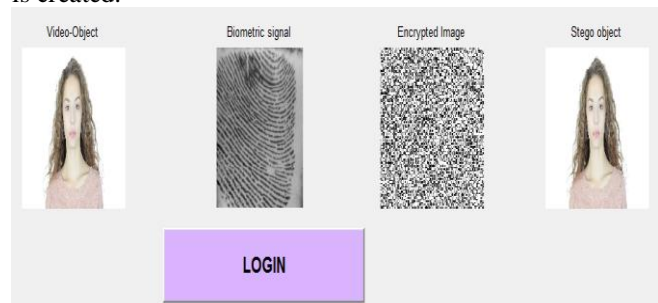 is created.
Video-Object Biometric signal Encrypted Image Stego object
LOGIN